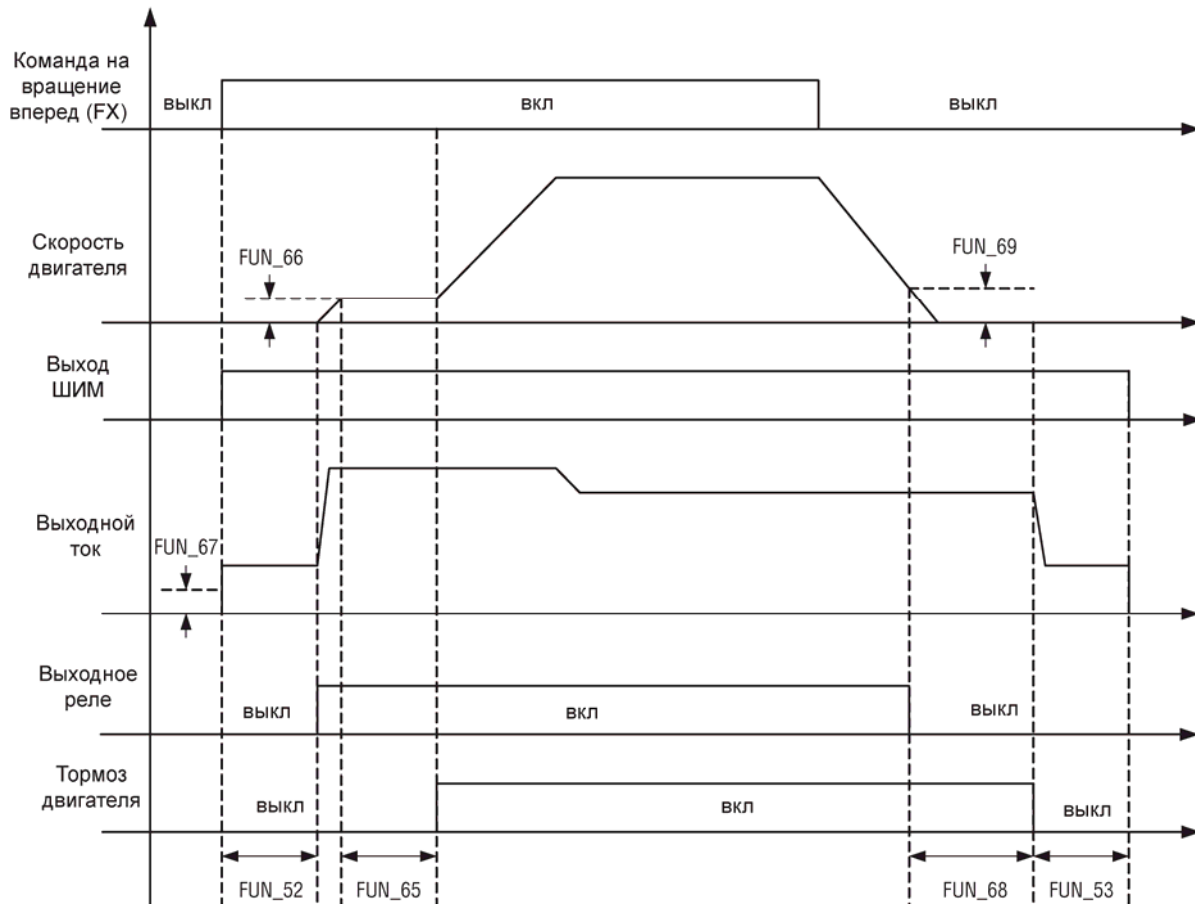 Команда на
вращение
вперед (FX)
выкл
вкл
выкл
Скорость
двигателя
FUN_66
FUN_69
Выход
ШИМ
Выходной
ток
FUN_67
Выходное
реле
выкл
вкл
выкл
Тормоз
двигателя
выкл
вкл
выкл
FUN_52
FUN_65
FUN_68
FUN_53